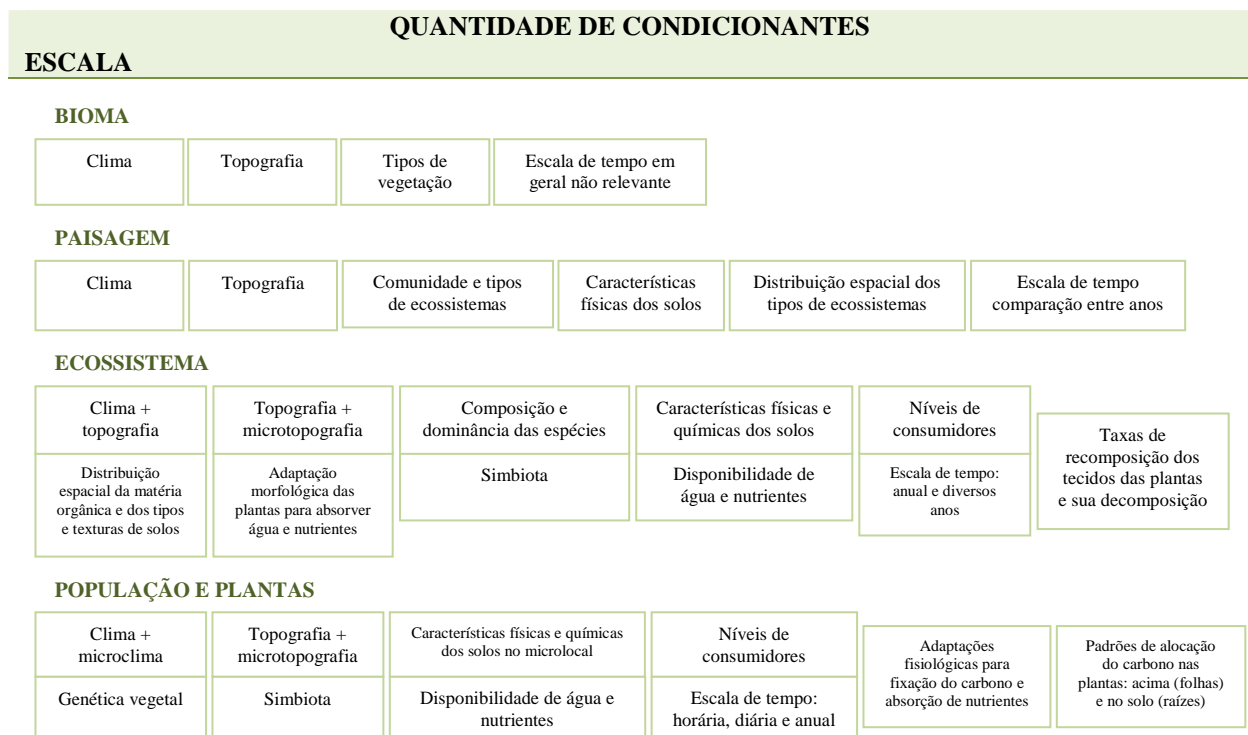 QUANTIDADE DE CONDICIONANTES
ESCALA
BIOMA
Clima
Topografia
Tipos de
vegetação
Escala de tempo em
geral não relevante
PAISAGEM
Clima
Topografia
Comunidade e tipos
de ecossistemas
Características
físicas dos solos
Distribuição espacial dos
tipos de ecossistemas
Escala de tempo
comparação entre anos
ECOSSISTEMA
Clima +
topografia
Topografia +
microtopografia
Composição e
dominância das espécies
Características físicas e
químicas dos solos
Níveis de
consumidores
Taxas de
recomposição dos
tecidos das plantas
e sua decomposição
Distribuição
espacial da matéria
orgânica e dos tipos
e texturas de solos
Adaptação
morfológica das
plantas para absorver
água e nutrientes
Simbiota
Disponibilidade de
água e nutrientes
Escala de tempo:
anual e diversos
anos
POPULAÇÃO E PLANTAS
Clima +
microclima
Topografia +
microtopografia
Características físicas e químicas
dos solos no microlocal
Níveis de
consumidores
Adaptações
fisiológicas para
fixação do carbono e
absorção de nutrientes
Padrões de alocação
do carbono nas
plantas: acima (folhas)
e no solo (raízes)
Genética vegetal
Simbiota
Disponibilidade de água e
nutrientes
Escala de tempo:
horária, diária e anual